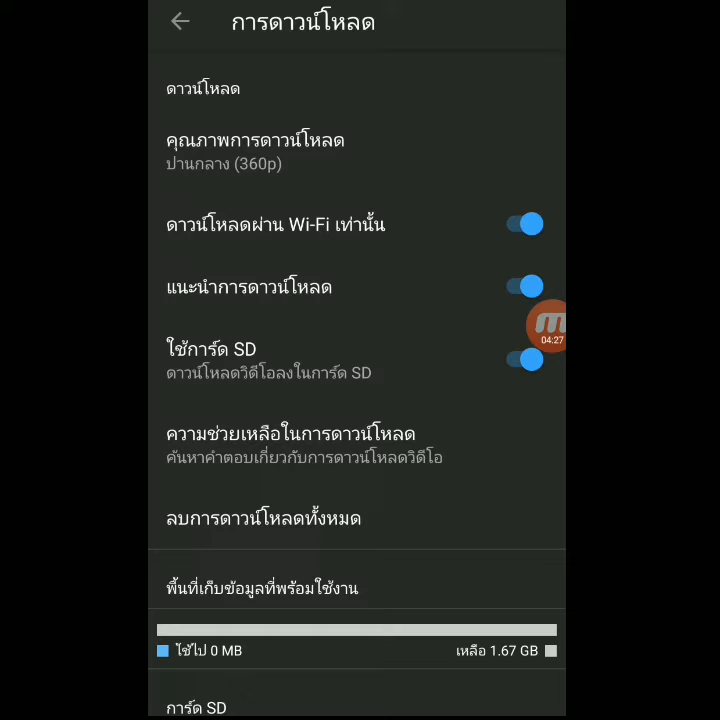 การดาวน์โหลด
ดาวน์โหลด
คุณภาพการดาวน์โหลด
ปานกลาง (360p)
ดาวน์โหลดผ่าน Wi-Fi เท่านั้น
แนะนำการดาวน์โหลด
04:27
ใช้การ์ด SD
ดาวน์โหลดวิดีโอลงในการ์ด SD
ความช่วยเหลือในการดาวน์โหลด
ค้นหาคำตอบเกี่ยวกับการดาวน์โหลดวิดีโอ
ลบการดาวน์โหลดทั้งหมด
พื้นที่เก็บข้อมูลที่พร้อมใช้งาน
ใช้ไป 0 MB เหลือ 1.67 GB
การ์ด SD